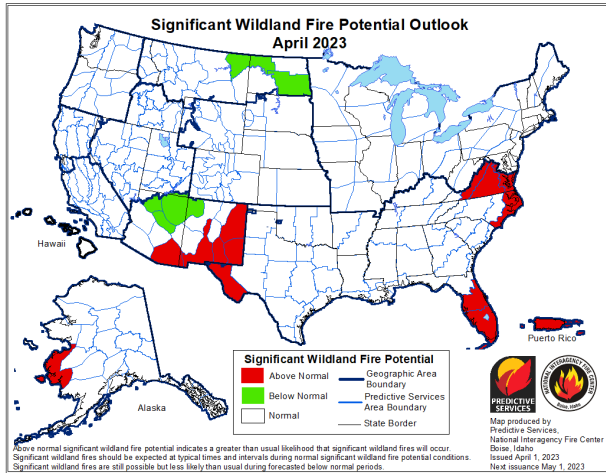 Significant Wildland Fire Potential Outlook
April 2023
Hawaii
Alaska
Puerto Rico
Significant Wildland Fire Potential
Above Normal
Below Normal
Normal
Geographic Area
Boundary
Predictive Services
Area Boundary
State Border
PREDICTIVE
SERVICES
NATIONAL INTERAGENCY FIRE CENTER
Boise, Idaho
Map produced by
Predictive Services,
National Interagency Fire Center
Boise, Idaho
Issued April 1, 2023
Next issuance May 1, 2023
Above normal significant wildland fire potential indicates a greater than usual likelihood that significant wildland fires will occur.
Significant wildland fires should be expected at typical times and intervals during normal significant wildland fire potential conditions.
Significant wildland fires are still possible but less likely than usual during forecasted below normal periods.